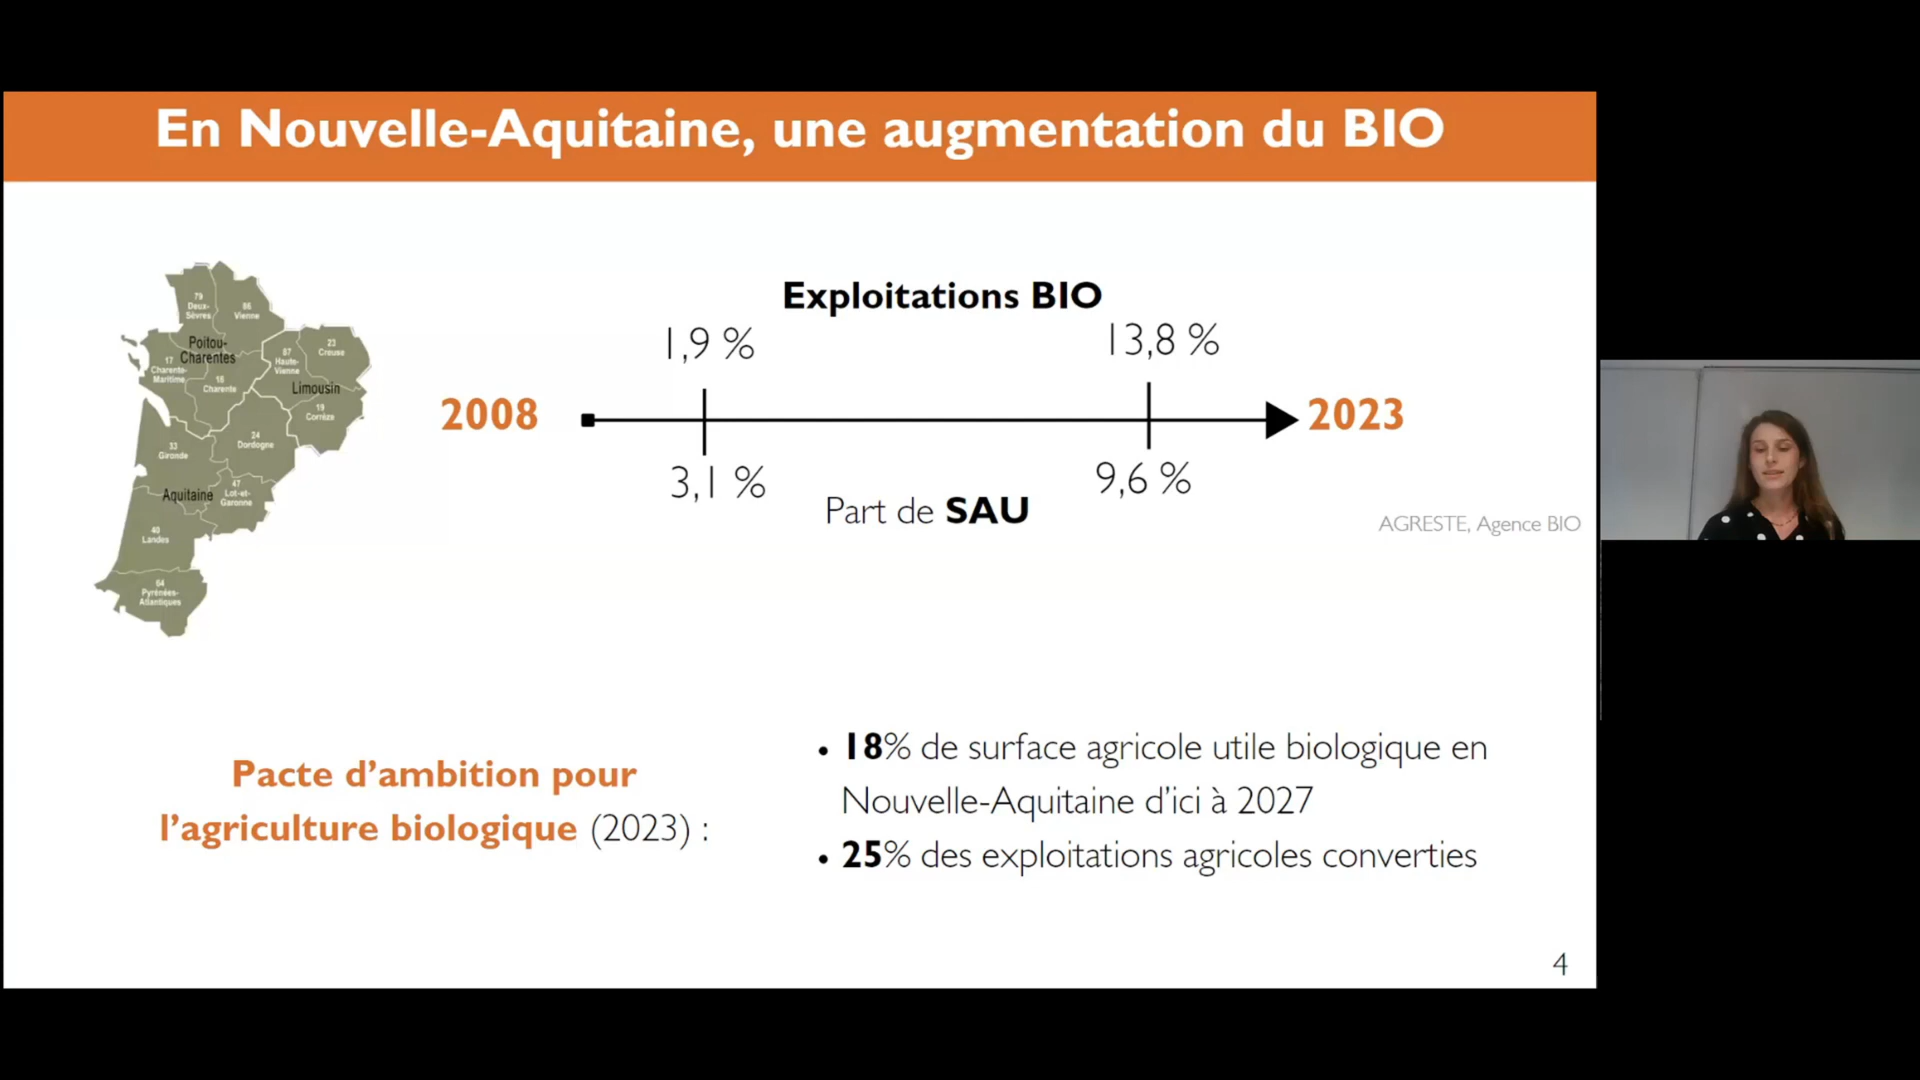 En Nouvelle-Aquitaine, une augmentation du BIO
79
Deux-
Sèvres
86
Vienne
Poitou-
Charentes
17
Charente-
Maritime
16
Charente
87
Haute-
Vienne
23
Creuse
Limousin
19
Corrèze
24
Dordogne
33
Gironde
Aquitaine
47
Lot-et-
Garonne
40
Landes
64
Pyrénées-
Atlantiques
Exploitations BIO
1,9 %
13,8 %
2008
2023
3,1 %
9,6 %
Part de SAU
AGRESTE, Agence BIO
Pacte d’ambition pour
l’agriculture biologique (2023) :
• 18% de surface agricole utile biologique en
Nouvelle-Aquitaine d’ici à 2027
• 25% des exploitations agricoles converties
4